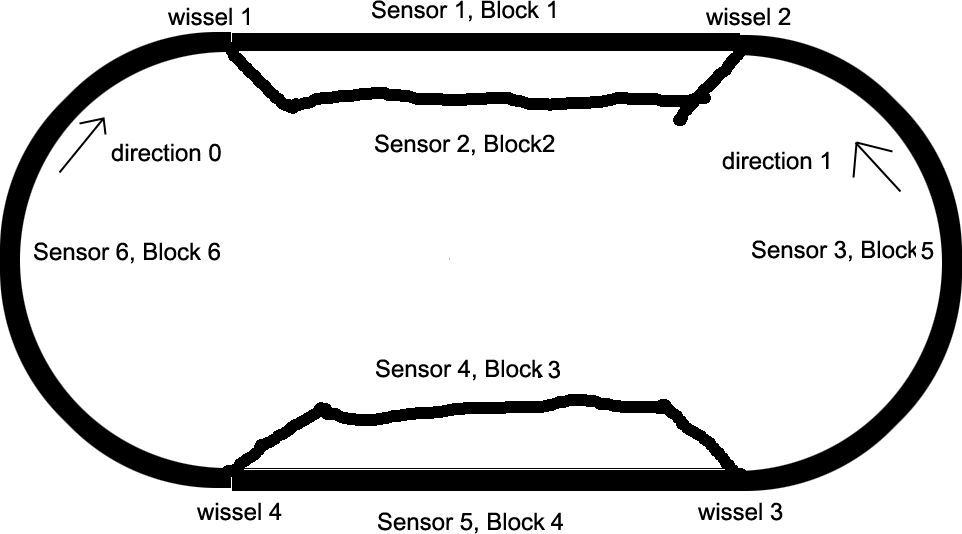 wissel 1
Sensor 1, Block 1
wissel 2
Sensor 2, Block2
direction 0
direction 1
Sensor 6, Block 6
Sensor 3, Block 5
Sensor 4, Block 3
wissel 4
Sensor 5, Block 4
wissel 3